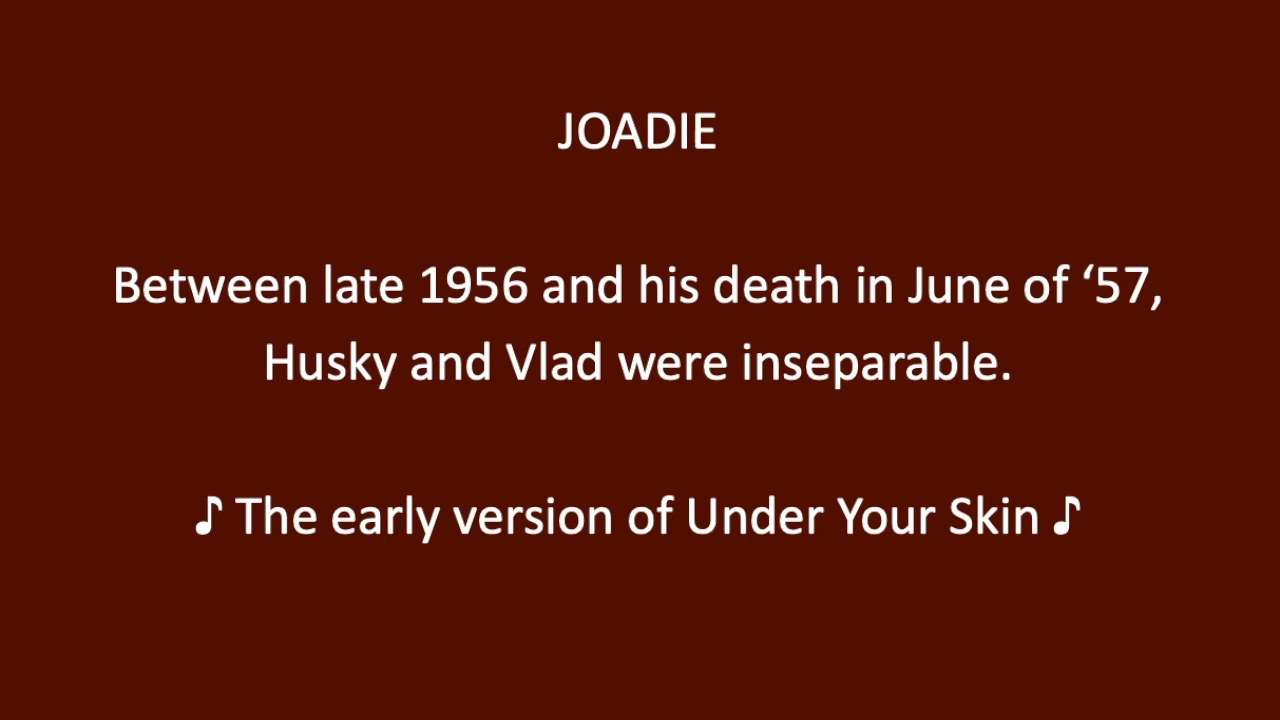 JOADIE
Between late 1956 and his death in June of ‘57,
Husky and Vlad were inseparable.
♪ The early version of Under Your Skin ♪